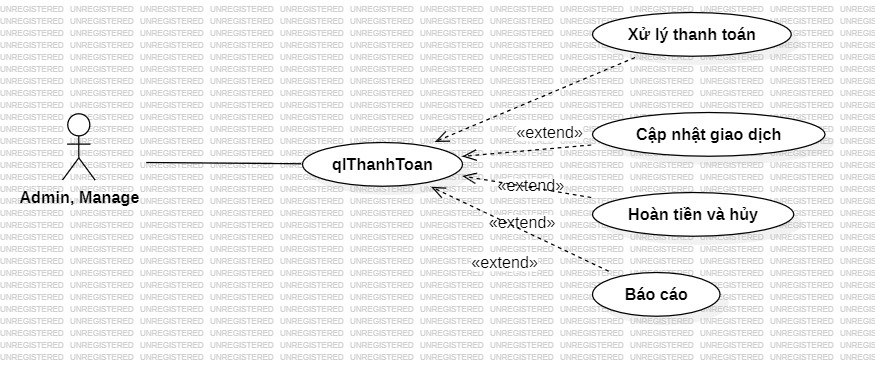 Xử lý thanh toán
«extend»
Cập nhật giao dịch
qlThanhToan
«extend»
Admin, Manage
Hoàn tiền và hủy
«extend»
«extend»
Báo cáo
UNREGISTERED